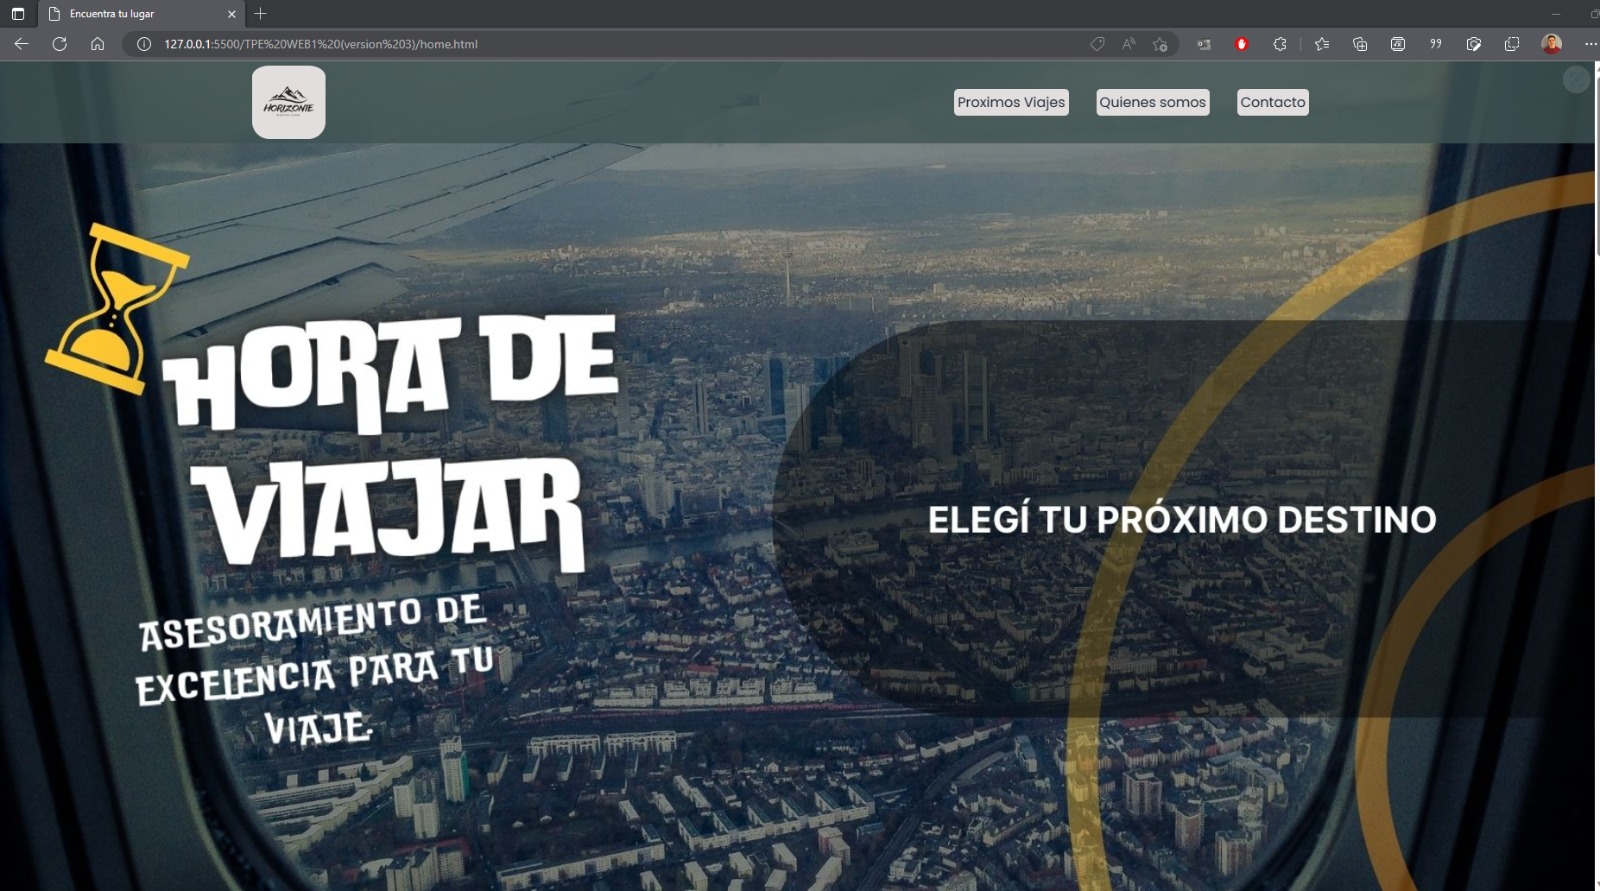 Encuentra tu lugar
127.0.0.1:5500/TPE%20WEB1%20(version%203)/home.html
HORIZONTE
Proximos Viajes
Quienes somos
Contacto
HORA DE
VIAJAR
ASESORAMIENTO DE
EXCELENCIA PARA TU
VIAJE.
ELEGÍ TU PRÓXIMO DESTINO